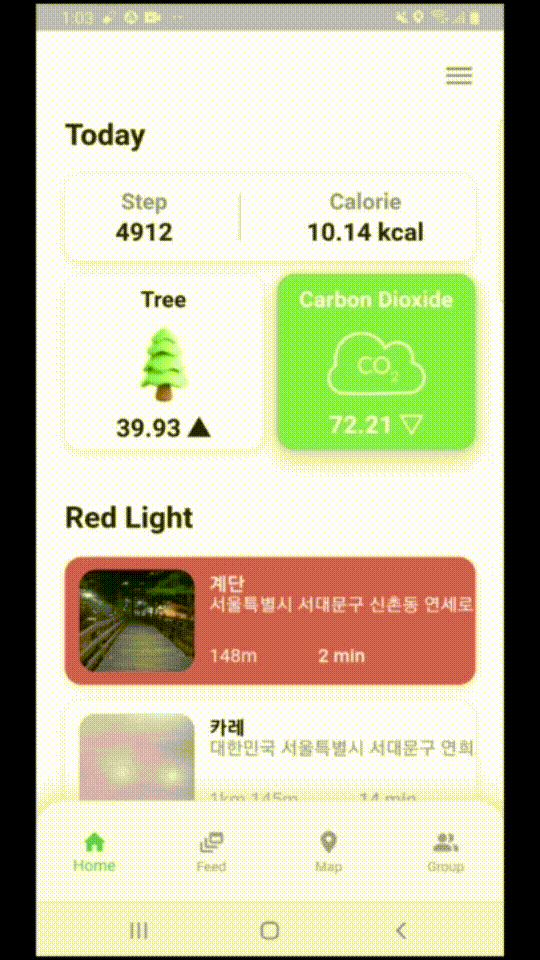 1:03
Today
Step
Calorie
4912
10.14 kcal
Tree
Carbon Dioxide
CO2
39.93 ▲
72.21 ▽
Red Light
계단
서울특별시 서대문구 신촌동 연세로
148m
2 min
카레
대한민국 서울특별시 서대문구 연희
1km 145m
14 min
Home
Feed
Map
Group